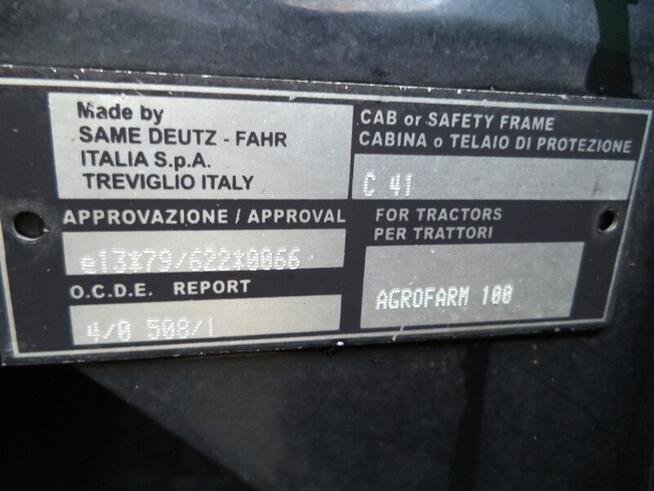 Made by
SAME DEUTZ - FAHR
ITALIA S.p.A.
TREVIGLIO ITALY
CAB or SAFETY FRAME
CABINA o TELAIO DI PROTEZIONE
C 41
APPROVAZIONE / APPROVAL
e13*79/622*0066
O.C.D.E. REPORT
4/0 508/1
FOR TRACTORS
PER TRATTORI
AGROFARM 100